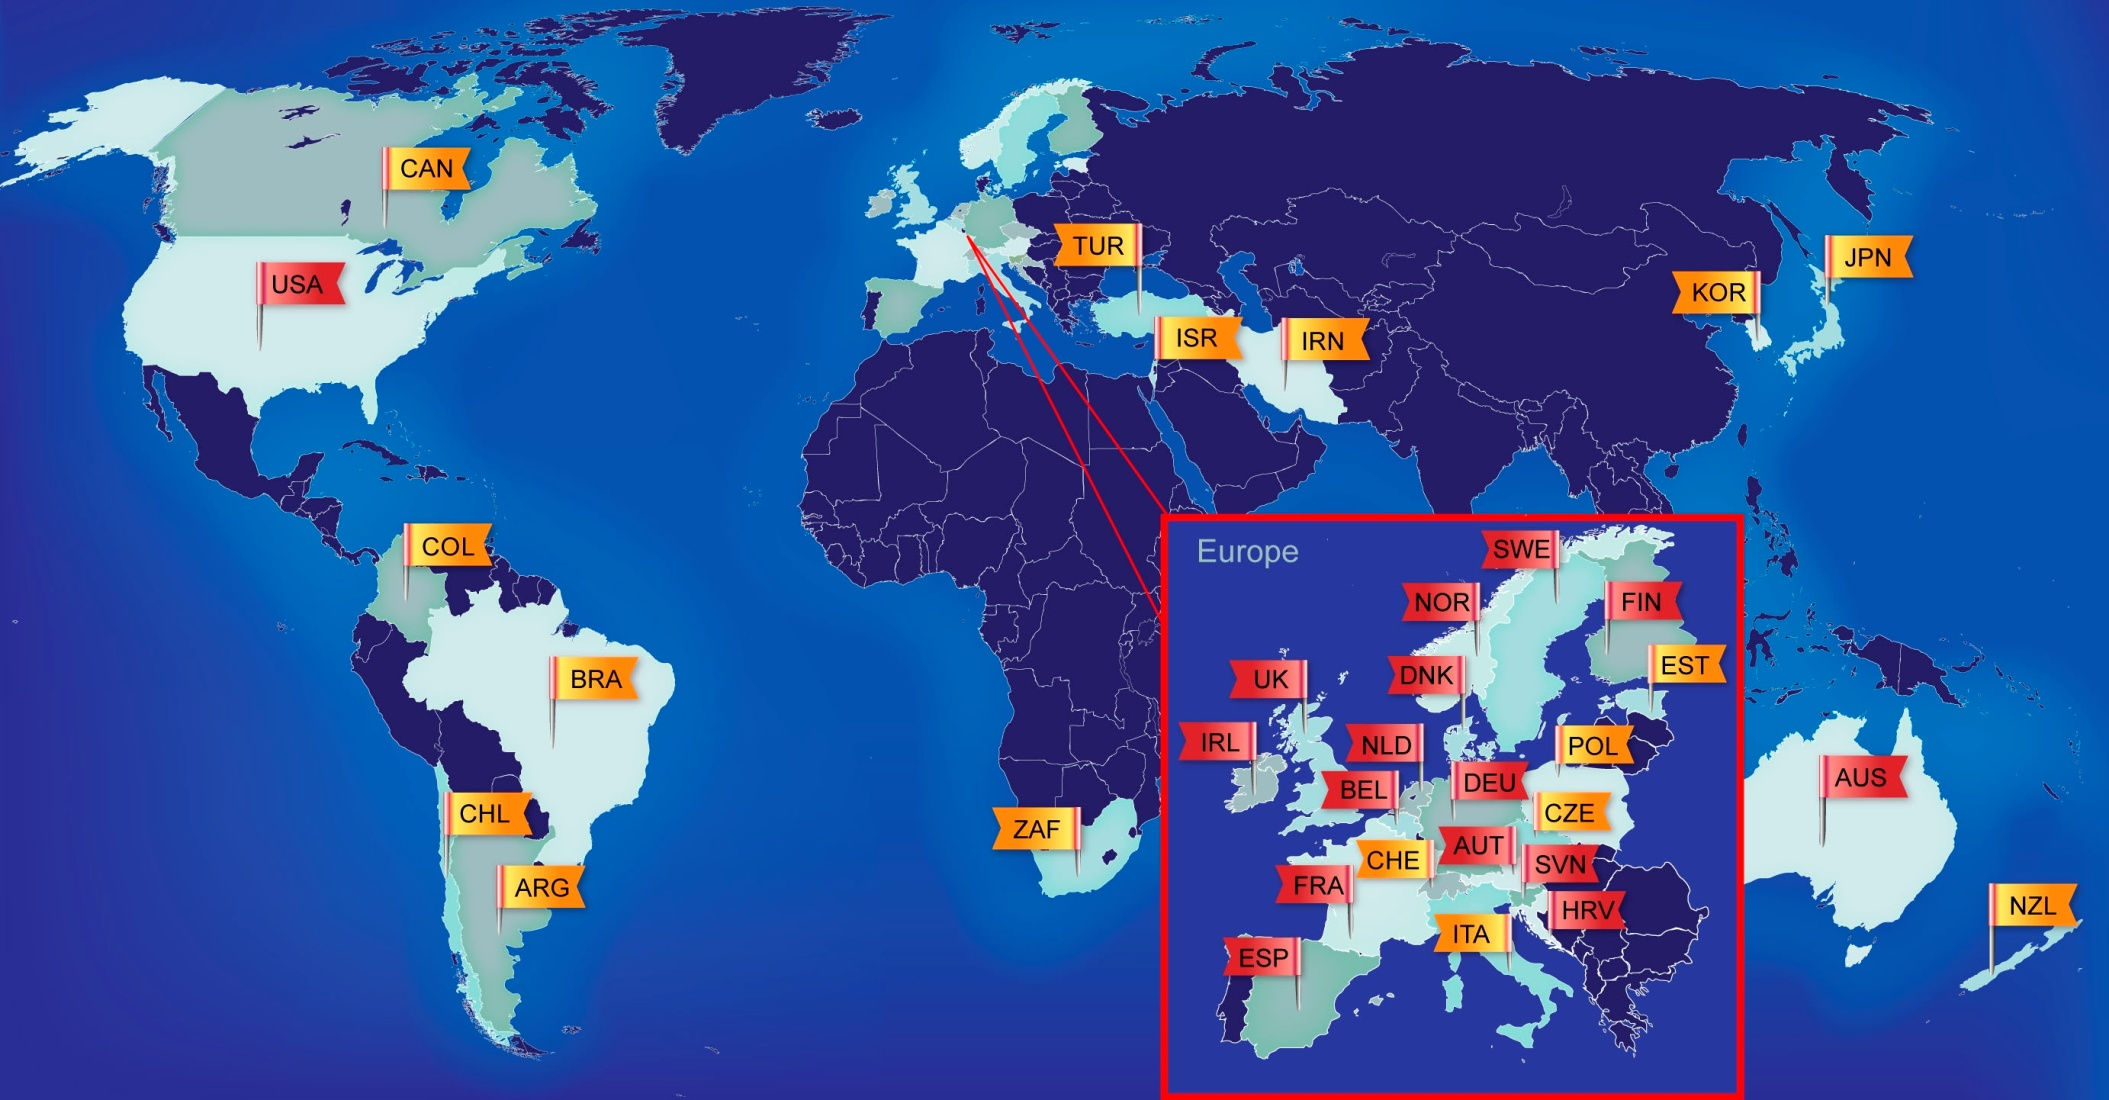 CAN
USA
TUR
JPN
KOR
ISR
IRN
COL
BRA
CHL
ARG
ZAF
AUS
NZL
Europe
SWE
NOR
FIN
EST
UK
DNK
IRL
NLD
POL
BEL
DEU
CZE
AUT
CHE
SVN
FRA
HRV
ITA
ESP